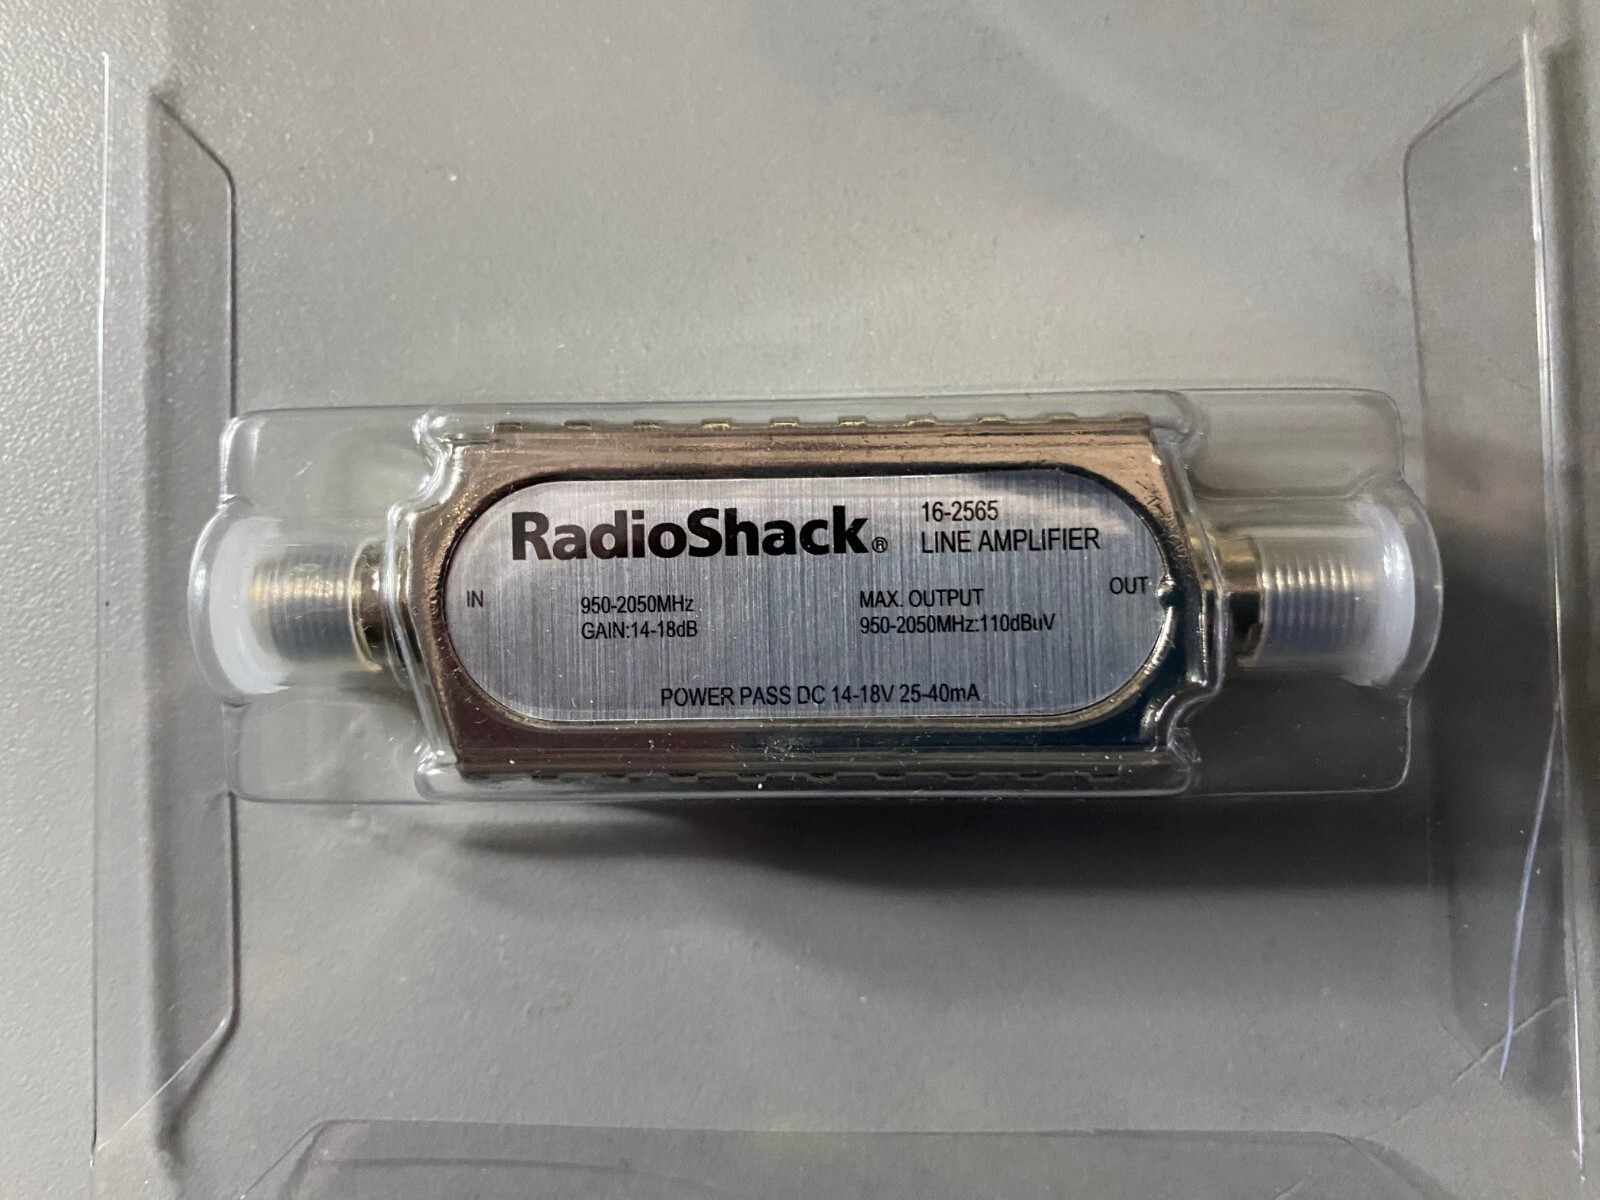 RadioShack®
16-2565
LINE AMPLIFIER
IN
OUT
950-2050MHz
GAIN:14-18dB
MAX. OUTPUT
950-2050MHz:110dBuV
POWER PASS DC 14-18V 25-40mA